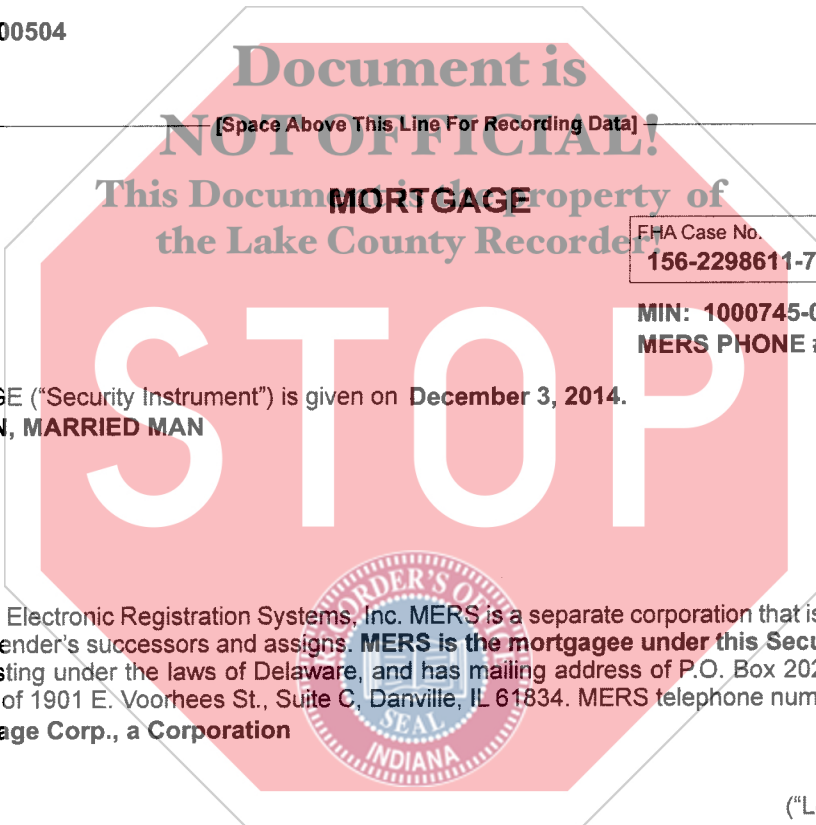 00504
Document is
[Space Above This Line For Recording Data]
NOT OFFICIAL!
This Document is the property of
MORTGAGE
the Lake County Recorder!
FHA Case No.
156-2298611-7
MIN: 1000745-0
MERS PHONE #
GE (“Security Instrument”) is given on December 3, 2014.
N, MARRIED MAN
STOP
Electronic Registration Systems, Inc. MERS is a separate corporation that is
ender's successors and assigns. MERS is the mortgagee under this Secu
sting under the laws of Delaware, and has mailing address of P.O. Box 202
of 1901 E. Voorhees St., Suite C, Danville, IL 61834. MERS telephone num
age Corp., a Corporation
RECORDER'S OFFICE
SEAL
INDIANA
(“L